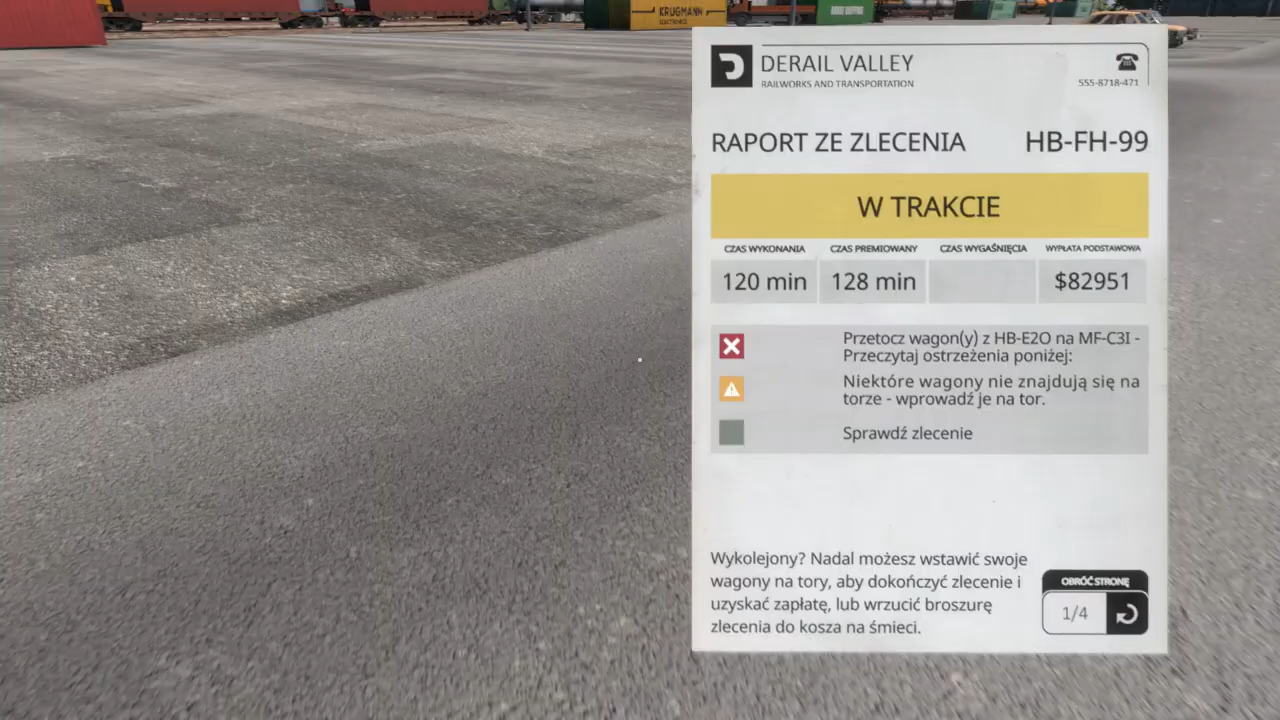 KRUGMANN
DERAIL VALLEY
RAILWORKS AND TRANSPORTATION
555-8718-471
RAPORT ZE ZLECENIA
HB-FH-99
W TRAKCIE
CZAS WYKONANIA
CZAS PREMIOWANY
CZAS WYGAŚNIĘCIA
WYPŁATA PODSTAWOWA
120 min
128 min
$82951
Przetocz wagon(y) z HB-E2O na MF-C3I -
Przeczytaj ostrzeżenia poniżej:
Niektóre wagony nie znajdują się na
torze - wprowadź je na tor.
Sprawdź zlecenie
Wykolejony? Nadal możesz wstawić swoje
wagony na tory, aby dokończyć zlecenie i
uzyskać zapłatę, lub wrzucić broszurę
zlecenia do kosza na śmieci.
OBRÓĆ STRONĘ
1/4